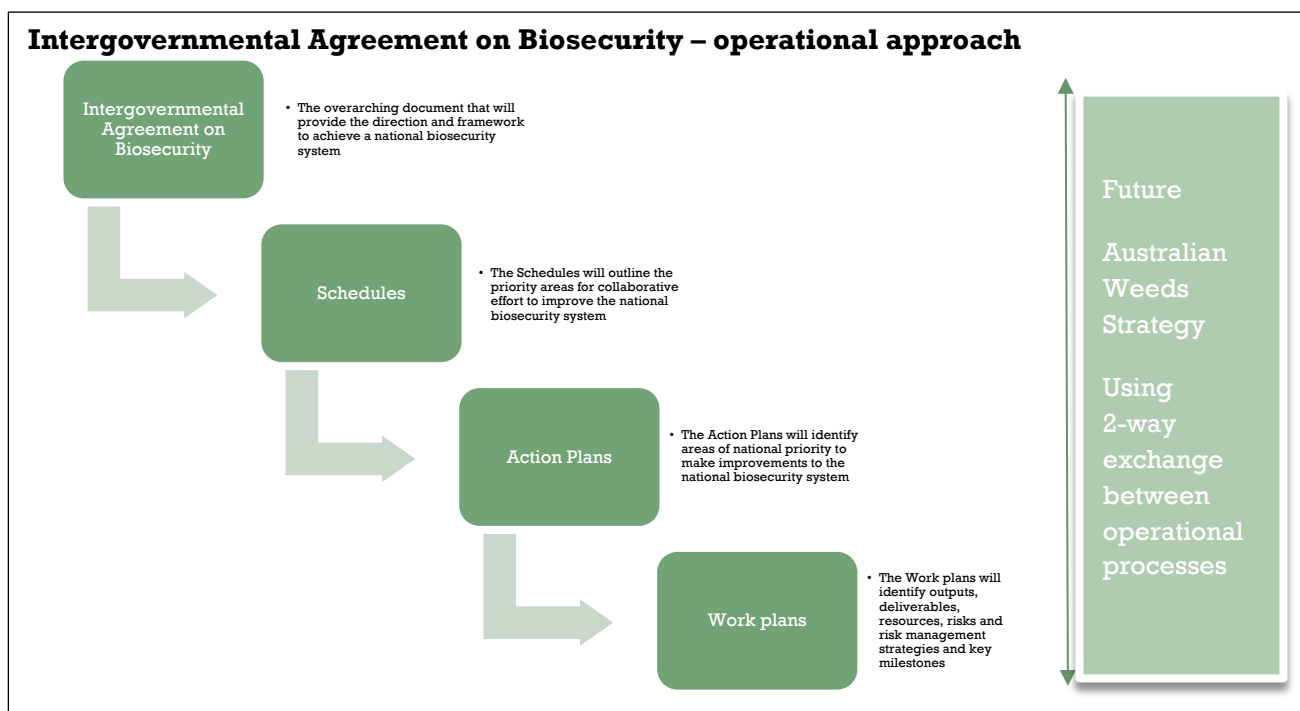 Intergovernmental Agreement on Biosecurity – operational approach
Intergovernmental
Agreement on
Biosecurity
• The overarching document that will
provide the direction and framework
to achieve a national biosecurity
system
Schedules
• The Schedules will outline the
priority areas for collaborative
effort to improve the national
biosecurity system
Action Plans
• The Action Plans will identify
areas of national priority to
make improvements to the
national biosecurity system
Work plans
• The Work plans will
identify outputs,
deliverables,
resources, risks and
risk management
strategies and key
milestones
Future
Australian
Weeds
Strategy
Using
2-way
exchange
between
operational
processes